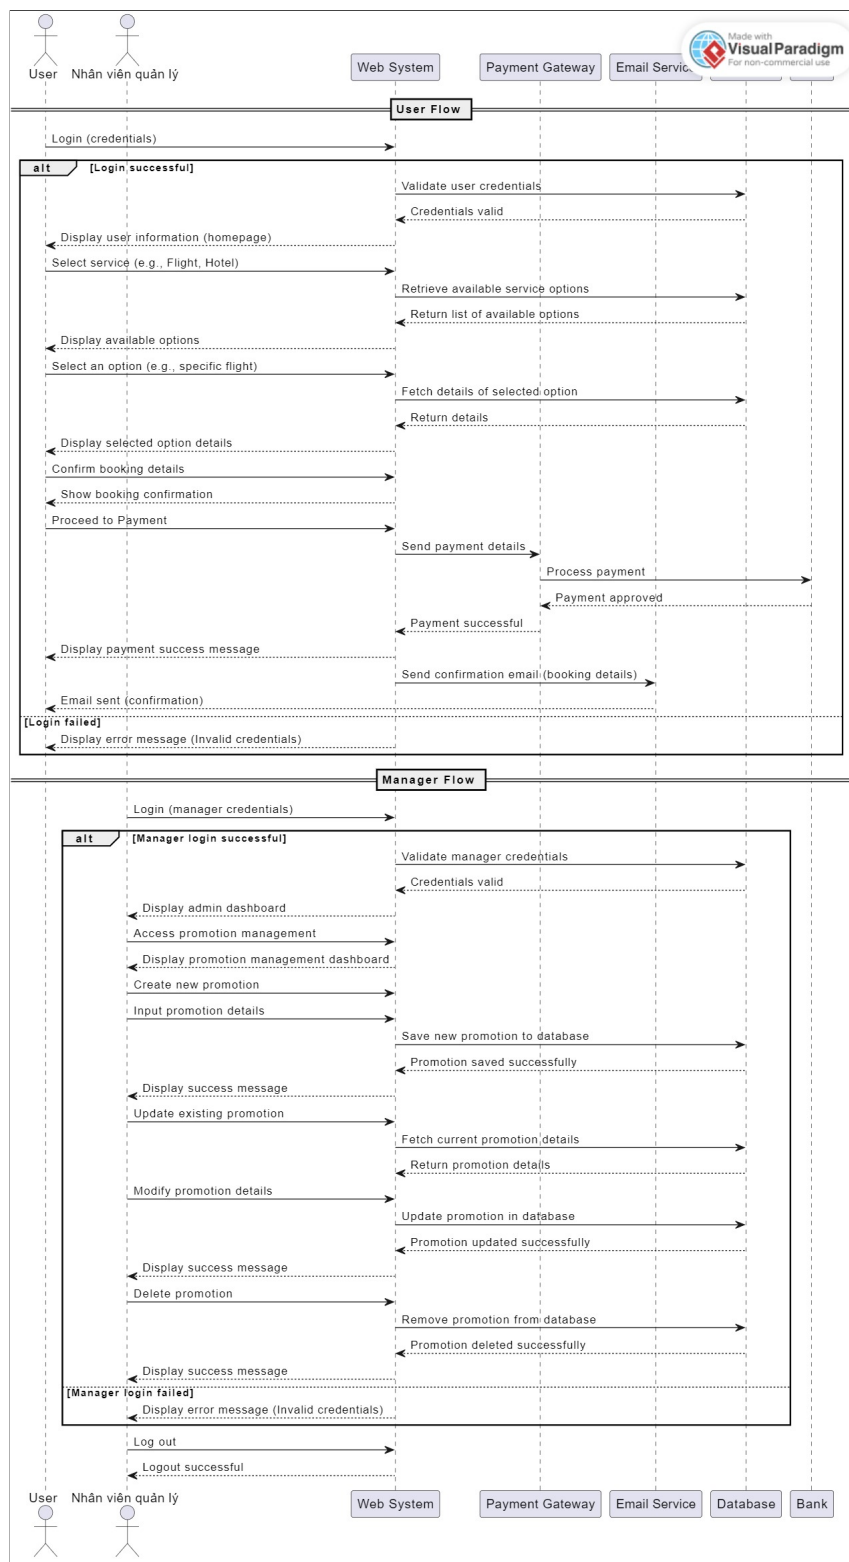 User
Nhân viên quản lý
Web System
Payment Gateway
Email Service
Made with
Visual Paradigm
For non-commercial use
User Flow
Login (credentials)
alt [Login successful]
Validate user credentials
Credentials valid
Display user information (homepage)
Select service (e.g., Flight, Hotel)
Retrieve available service options
Return list of available options
Display available options
Select an option (e.g., specific flight)
Fetch details of selected option
Return details
Display selected option details
Confirm booking details
Show booking confirmation
Proceed to Payment
Send payment details
Process payment
Payment approved
Payment successful
Display payment success message
Send confirmation email (booking details)
Email sent (confirmation)
[Login failed]
Display error message (Invalid credentials)
Manager Flow
Login (manager credentials)
alt [Manager login successful]
Validate manager credentials
Credentials valid
Display admin dashboard
Access promotion management
Display promotion management dashboard
Create new promotion
Input promotion details
Save new promotion to database
Promotion saved successfully
Display success message
Update existing promotion
Fetch current promotion details
Return promotion details
Modify promotion details
Update promotion in database
Promotion updated successfully
Display success message
Delete promotion
Remove promotion from database
Promotion deleted successfully
Display success message
[Manager login failed]
Display error message (Invalid credentials)
Log out
Logout successful
User
Nhân viên quản lý
Web System
Payment Gateway
Email Service
Database
Bank